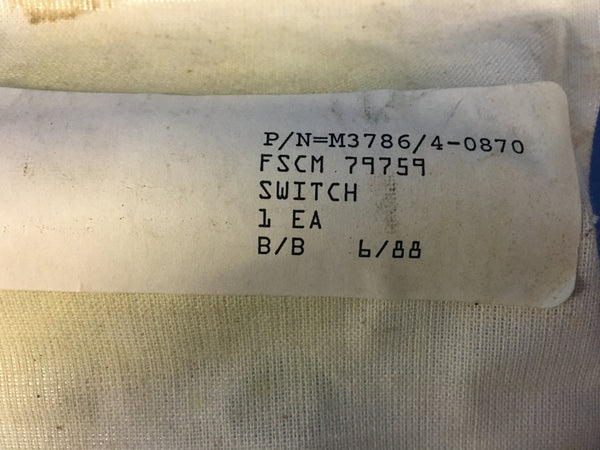 P/N=M3786/4-0870
FSCM 79759
SWITCH
1 EA
B/B 6/88